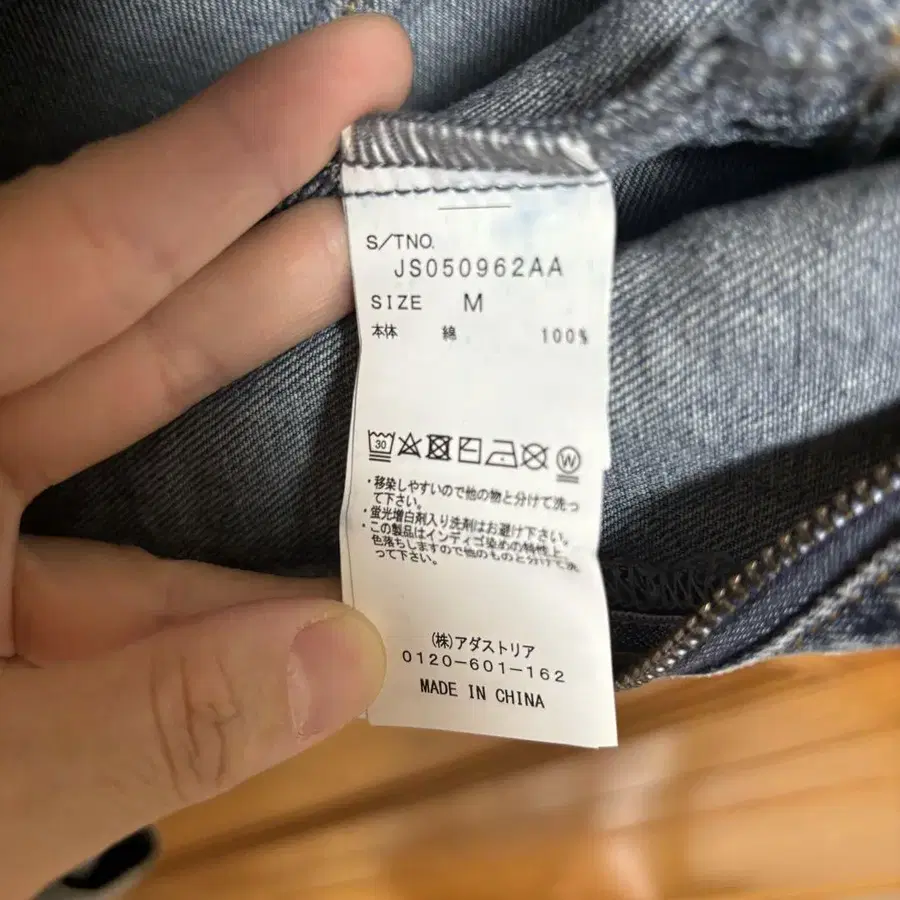 S/TNO.
JS050962AA
SIZE M
本体 綿 100%
30
W
・移染しやすいので他の物と分けて洗っ
て下さい。
・蛍光増白剤入り洗剤はお避け下さい。
・この製品はインディゴ染めの特性上、
色落ちしますので他のものと分けて洗
って下さい。
(株)アダストリア
0120-601-162
MADE IN CHINA